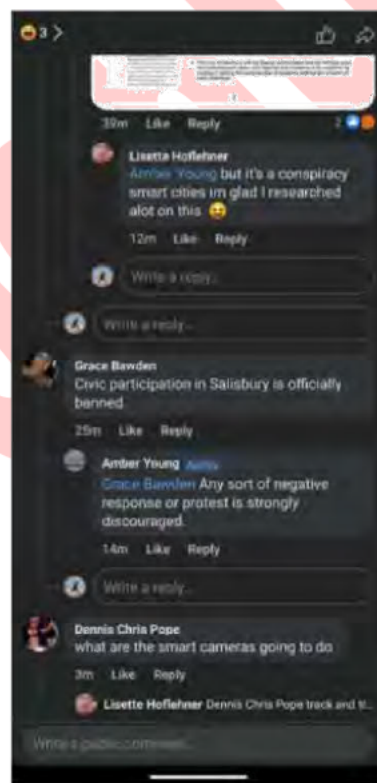 3 >
39m Like Reply
2
Lisette Hoflehner
Amber Young but it's a conspiracy
smart cities im glad I researched
alot on this. 😆
12m Like Reply
Write a reply...
Write a reply...
Grace Bawden
Civic participation in Salisbury is officially
banned.
25m Like Reply
Amber Young Author
Grace Bawden Any sort of negative
response or protest is strongly
discouraged.
14m Like Reply
Write a reply...
Dennis Chris Pope
what are the smart cameras going to do
3m Like Reply
Lisette Hoflehner Dennis Chris Pope track and tr...
Write a public comment...